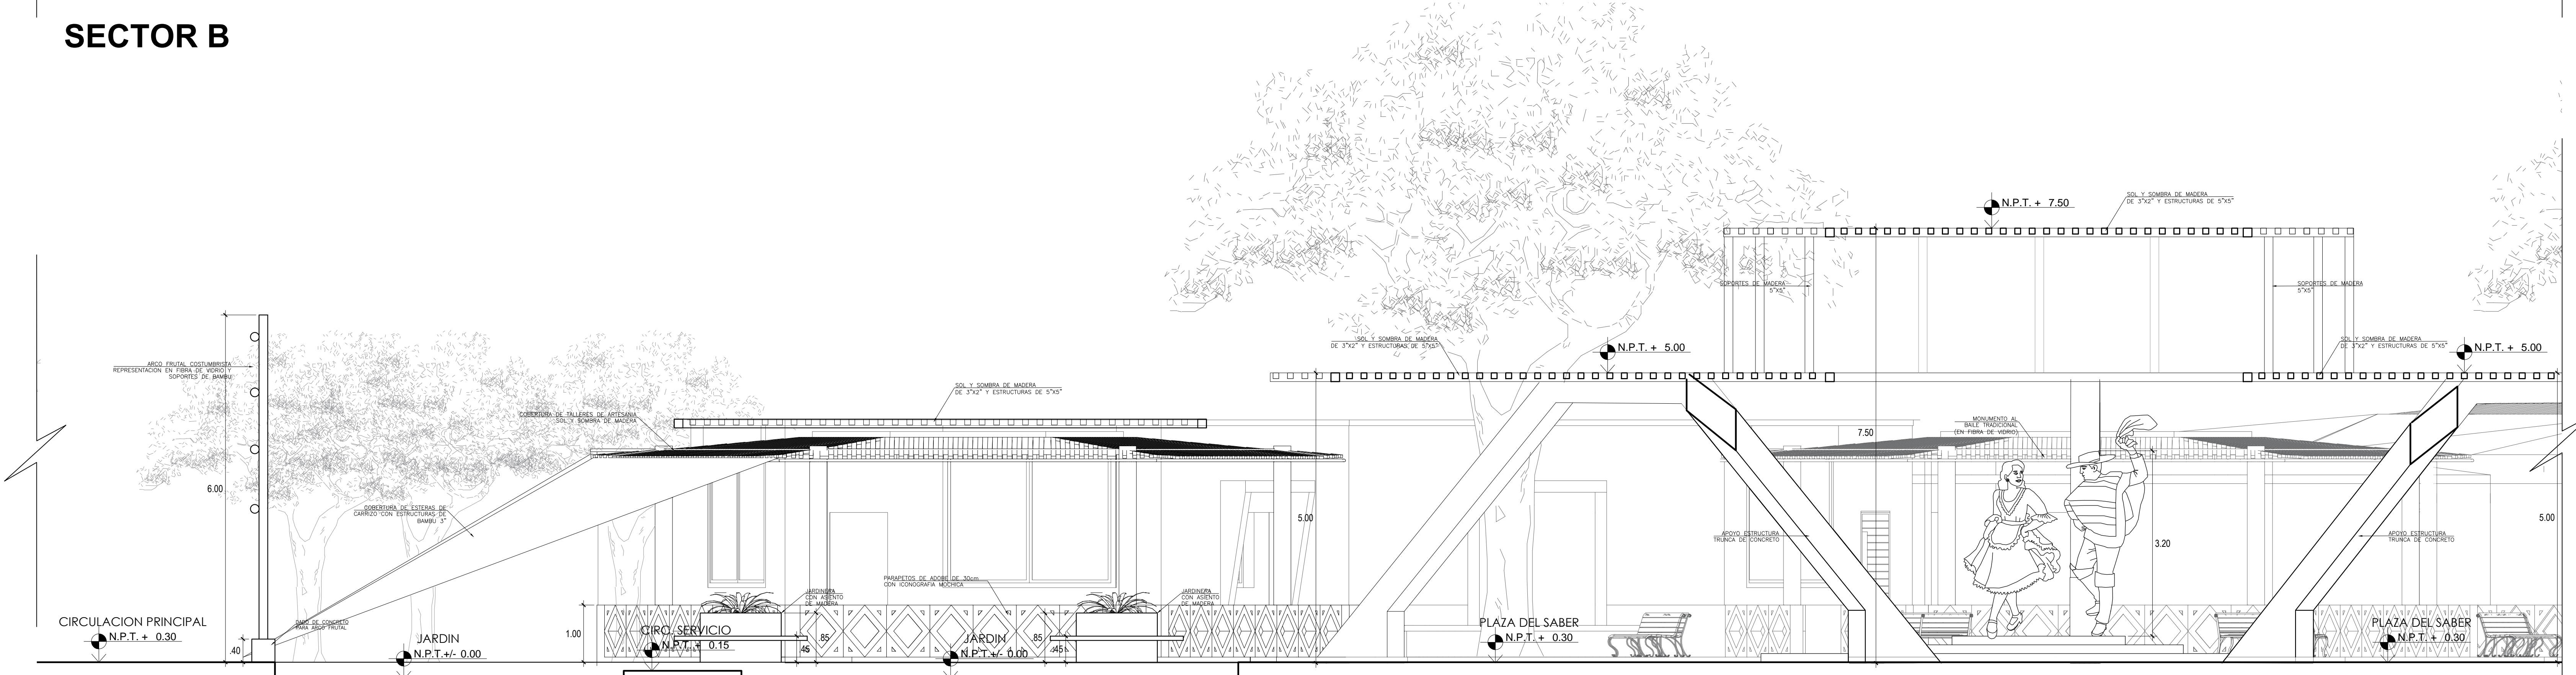 SECTOR B
N.P.T. + 7.50
SOL Y SOMBRA DE MADERA
DE 3"X2" Y ESTRUCTURAS DE 5"X5"
SOPORTES DE MADERA
5"X5"
SOPORTES DE MADERA
5"X5"
SOL Y SOMBRA DE MADERA
DE 3"X2" Y ESTRUCTURAS DE 5"X5"
N.P.T. + 5.00
SOL Y SOMBRA DE MADERA
DE 3"X2" Y ESTRUCTURAS DE 5"X5"
N.P.T. + 5.00
ARCO FRUTAL COSTUMBRISTA
REPRESENTACION EN FIBRA DE VIDRIO Y
SOPORTES DE BAMBU
SOL Y SOMBRA DE MADERA
DE 3"X2" Y ESTRUCTURAS DE 5"X5"
COBERTURA DE TALLERES DE ARTESANIA
SOL Y SOMBRA DE MADERA
MONUMENTO AL
BAILE TRADICIONAL
(EN FIBRA DE VIDRIO)
7.50
6.00
COBERTURA DE ESTERAS DE
CARRIZO CON ESTRUCTURAS DE
BAMBU 3"
5.00
5.00
APOYO ESTRUCTURA
TRUNCA DE CONCRETO
3.20
APOYO ESTRUCTURA
TRUNCA DE CONCRETO
PARAPETOS DE ADOBE DE 30cm
CON ICONOGRAFIA MOCHICA
JARDINERA
CON ASIENTO
DE MADERA
JARDINERA
CON ASIENTO
DE MADERA
DADO DE CONCRETO
PARA ARCO FRUTAL
CIRCULACION PRINCIPAL
N.P.T. + 0.30
.40
JARDIN
N.P.T.+/- 0.00
1.00
CIRC. SERVICIO
N.P.T. + 0.15
.45
.85
JARDIN
N.P.T.+/- 0.00
.85
.45
PLAZA DEL SABER
N.P.T. + 0.30
PLAZA DEL SABER
N.P.T. + 0.30